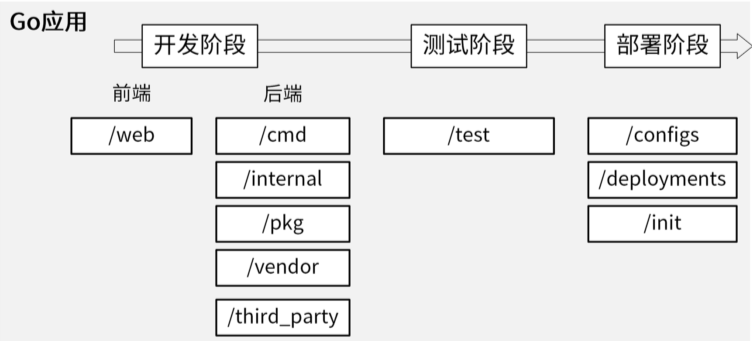 Go应用
开发阶段 测试阶段 部署阶段
前端 后端
/web /cmd /test /configs
/internal /deployments
/pkg /init
/vendor
/third_party